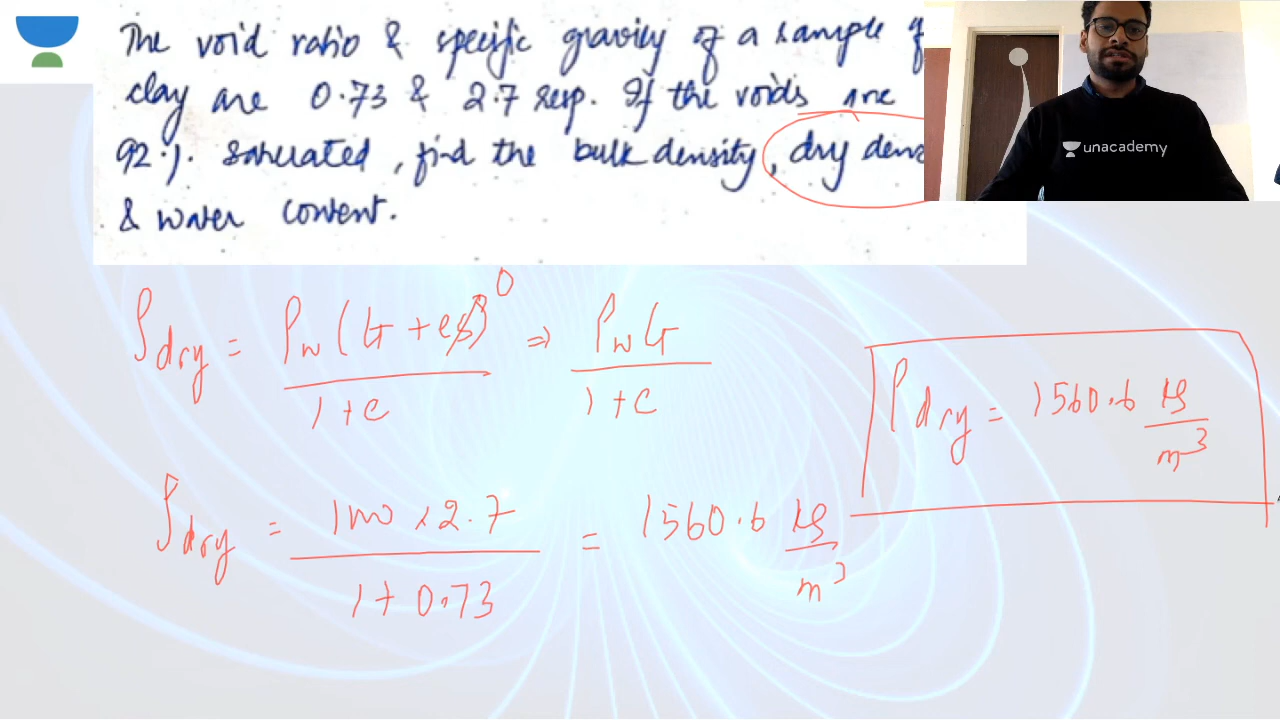 The void ratio & specific gravity of a sample of
clay are 0.73 & 2.7 resp. If the voids are
92%. saturated, find the bulk density, dry dens
& water content.
unacademy
ρdry = ρw(G+es)⁰/1+e ⇒ ρwG/1+e
ρdry = 1560.6 kg/m³
ρdry = 1000 x 2.7/1+0.73 = 1560.6 kg/m³